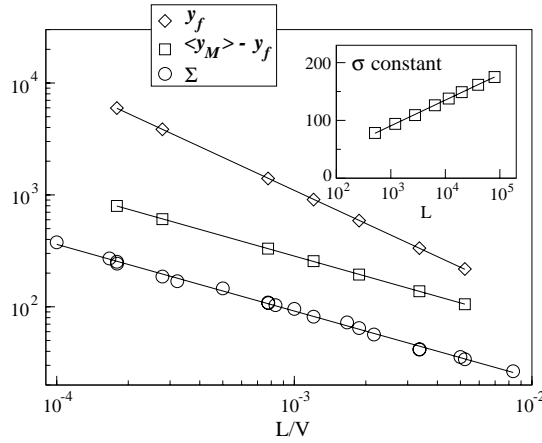 y_f
<y_M> - y_f
Σ
10^4
10^3
10^2
10^-4
10^-3
10^-2
L/V
σ constant
200
100
0
10^2
10^3
10^4
10^5
L